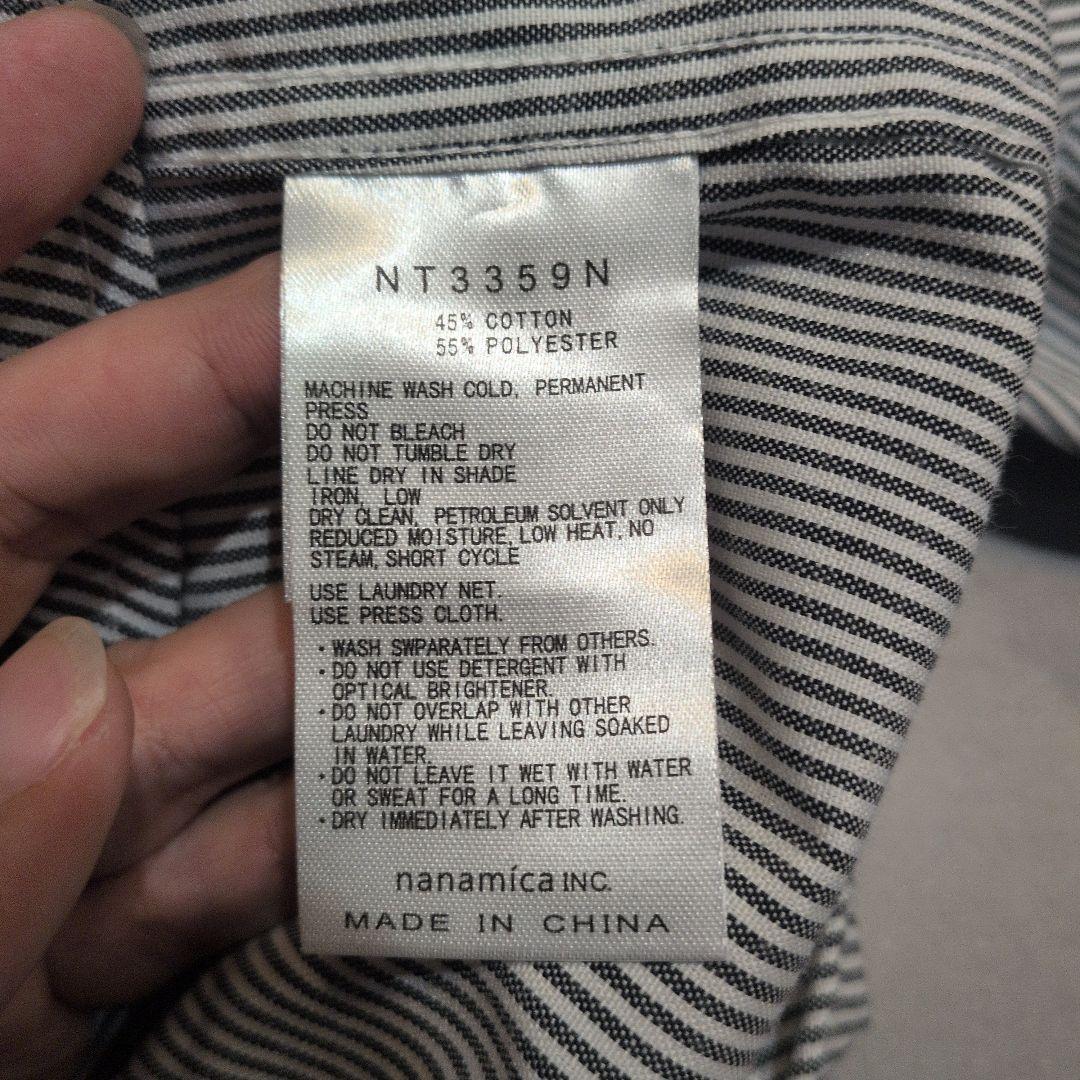 NT3359N
45% COTTON
55% POLYESTER
MACHINE WASH COLD, PERMANENT
PRESS
DO NOT BLEACH
DO NOT TUMBLE DRY
LINE DRY IN SHADE
IRON, LOW
DRY CLEAN, PETROLEUM SOLVENT ONLY
REDUCED MOISTURE, LOW HEAT, NO
STEAM, SHORT CYCLE
USE LAUNDRY NET.
USE PRESS CLOTH.
・WASH SWPARATELY FROM OTHERS.
・DO NOT USE DETERGENT WITH
OPTICAL BRIGHTENER.
・DO NOT OVERLAP WITH OTHER
LAUNDRY WHILE LEAVING SOAKED
IN WATER.
・DO NOT LEAVE IT WET WITH WATER
OR SWEAT FOR A LONG TIME.
・DRY IMMEDIATELY AFTER WASHING.
nanamíca INC.
MADE IN CHINA